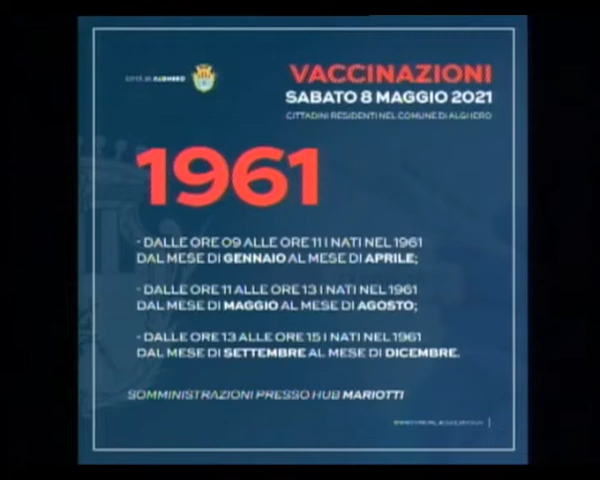 CITTÀ DI ALGHERO
VACCINAZIONI
SABATO 8 MAGGIO 2021
CITTADINI RESIDENTI NEL COMUNE DI ALGHERO
1961
- DALLE ORE 09 ALLE ORE 11 I NATI NEL 1961
DAL MESE DI GENNAIO AL MESE DI APRILE;
- DALLE ORE 11 ALLE ORE 13 I NATI NEL 1961
DAL MESE DI MAGGIO AL MESE DI AGOSTO;
- DALLE ORE 13 ALLE ORE 15 I NATI NEL 1961
DAL MESE DI SETTEMBRE AL MESE DI DICEMBRE.
SOMMINISTRAZIONI PRESSO HUB MARIOTTI